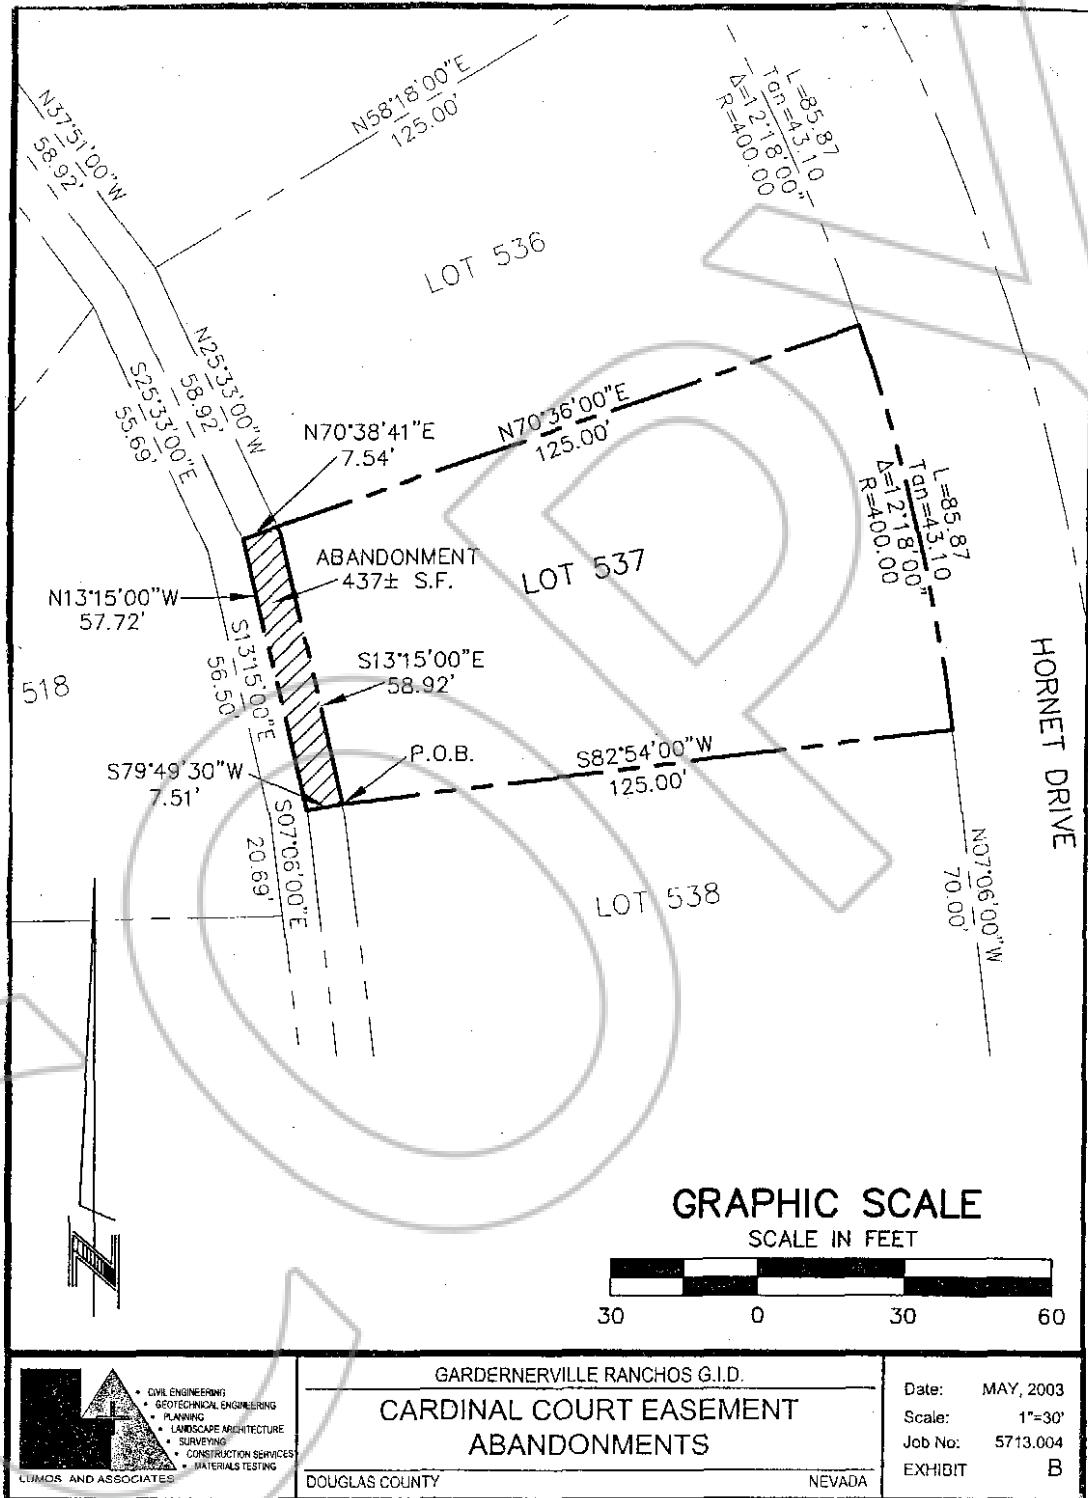 N37°51'00"W
58.92'
N58°18'00"E
125.00'
L=85.87
Tan=43.10
Δ=12°18'00"
R=400.00
LOT 536
N25°33'00"W
58.92'
S25°33'00"E
55.69'
N70°38'41"E
7.54'
N70°36'00"E
125.00'
L=85.87
Tan=43.10
Δ=12°18'00"
R=400.00
ABANDONMENT
437± S.F.
LOT 537
N13°15'00"W
57.72'
S13°15'00"E
56.50'
S13°15'00"E
58.92'
518
HORNET DRIVE
P.O.B.
S82°54'00"W
125.00'
S79°49'30"W
7.51'
S07°06'00"E
20.69'
LOT 538
N07°06'00"W
70.00'
COPY
N
GRAPHIC SCALE
SCALE IN FEET
30 0 30 60
CIVIL ENGINEERING
GEOTECHNICAL ENGINEERING
PLANNING
LANDSCAPE ARCHITECTURE
SURVEYING
CONSTRUCTION SERVICES
MATERIALS TESTING
LUMOS AND ASSOCIATES
GARDERNERVILLE RANCHOS G.I.D.
CARDINAL COURT EASEMENT
ABANDONMENTS
DOUGLAS COUNTY NEVADA
Date: MAY, 2003
Scale: 1"=30'
Job No: 5713.004
EXHIBIT B